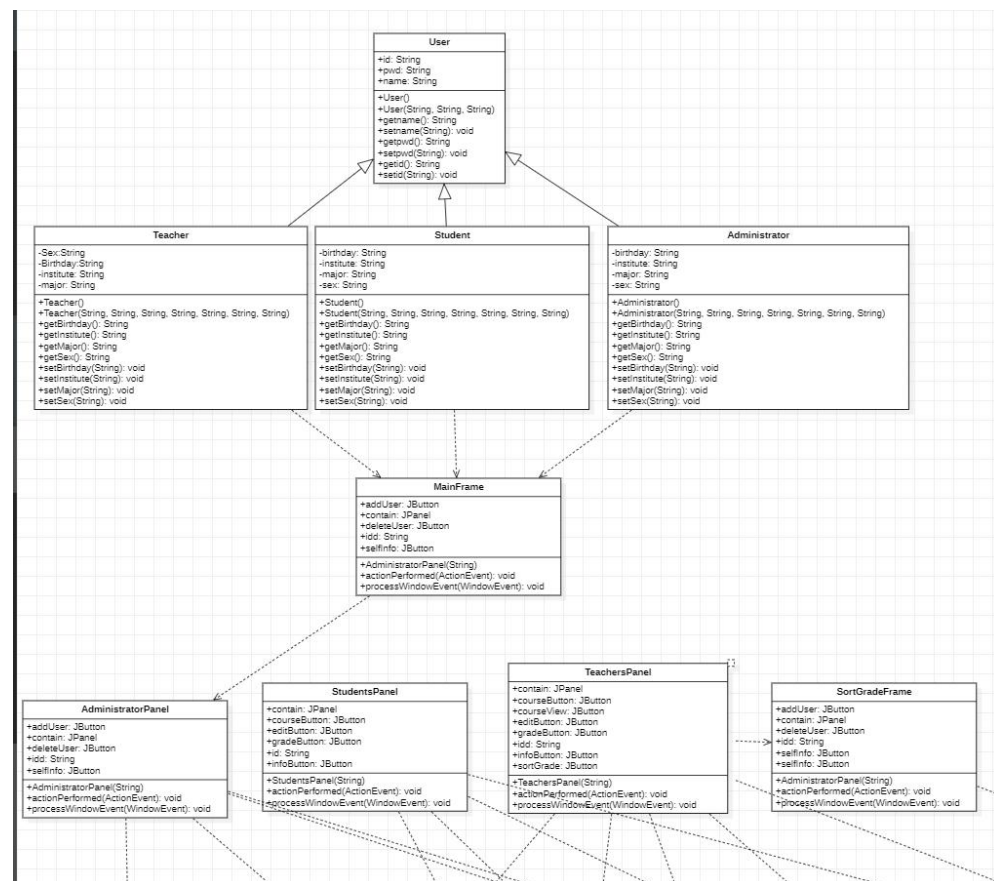 User
+id: String
+pwd: String
+name: String
+User()
+User(String, String, String)
+getname(): String
+setname(String): void
+getpwd(): String
+setpwd(String): void
+getid(): String
+setid(String): void
Teacher
-Sex:String
-Birthday:String
-institute: String
-major: String
+Teacher()
+Teacher(String, String, String, String, String, String, String)
+getBirthday(): String
+getInstitute(): String
+getMajor(): String
+getSex(): String
+setBirthday(String): void
+setInstitute(String): void
+setMajor(String): void
+setSex(String): void
Student
-birthday: String
-institute: String
-major: String
-sex: String
+Student()
+Student(String, String, String, String, String, String, String)
+getBirthday(): String
+getInstitute(): String
+getMajor(): String
+getSex(): String
+setBirthday(String): void
+setInstitute(String): void
+setMajor(String): void
+setSex(String): void
Administrator
-birthday: String
-institute: String
-major: String
-sex: String
+Administrator()
+Administrator(String, String, String, String, String, String, String)
+getBirthday(): String
+getInstitute(): String
+getMajor(): String
+getSex(): String
+setBirthday(String): void
+setInstitute(String): void
+setMajor(String): void
+setSex(String): void
MainFrame
+addUser: JButton
+contain: JPanel
+deleteUser: JButton
+idd: String
+selfInfo: JButton
+AdministratorPanel(String)
+actionPerformed(ActionEvent): void
+processWindowEvent(WindowEvent): void
AdministratorPanel
+addUser: JButton
+contain: JPanel
+deleteUser: JButton
+idd: String
+selfInfo: JButton
+AdministratorPanel(String)
+actionPerformed(ActionEvent): void
+processWindowEvent(WindowEvent): void
StudentsPanel
+contain: JPanel
+courseButton: JButton
+editButton: JButton
+gradeButton: JButton
+id: String
+infoButton: JButton
+StudentsPanel(String)
+actionPerformed(ActionEvent): void
+processWindowEvent(WindowEvent): void
TeachersPanel
+contain: JPanel
+courseButton: JButton
+courseView: JButton
+editButton: JButton
+gradeButton: JButton
+idd: String
+infoButton: JButton
+sortGrade: JButton
+TeachersPanel(String)
+actionPerformed(ActionEvent): void
+processWindowEvent(WindowEvent): void
SortGradeFrame
+addUser: JButton
+contain: JPanel
+deleteUser: JButton
+idd: String
+selfInfo: JButton
+selfInfo: JButton
+AdministratorPanel(String)
+actionPerformed(ActionEvent): void
+processWindowEvent(WindowEvent): void